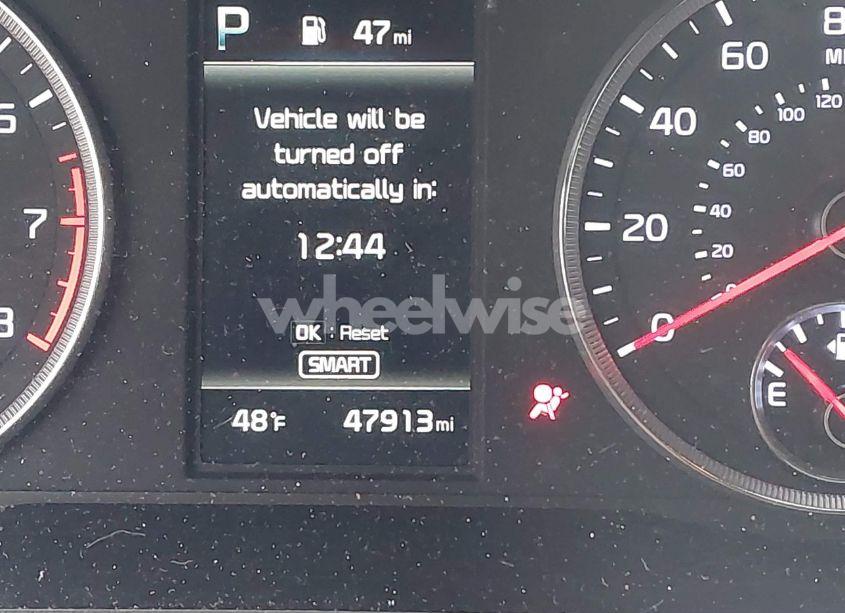 P 47 mi
Vehicle will be
turned off
automatically in:
12:44
wheelwise
OK : Reset
SMART
48°F 47913 mi
7
0
20
40
60
20
40
60
80
100
120
E